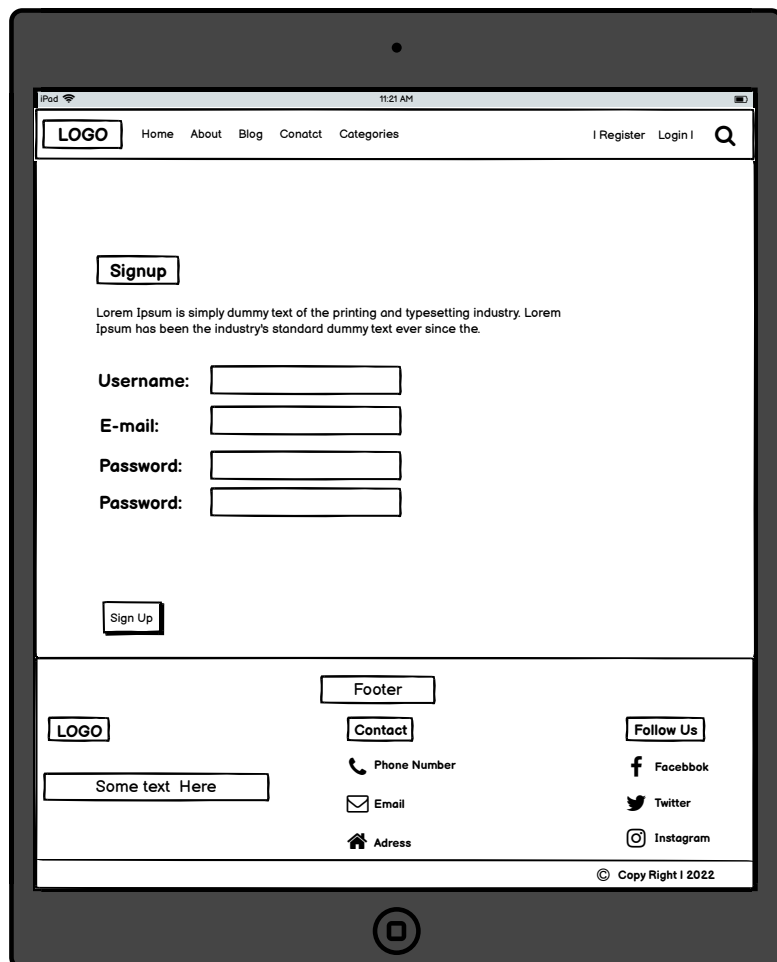 iPad 11:21 AM
LOGO Home About Blog Conatct Categories I Register Login I
Signup
Lorem Ipsum is simply dummy text of the printing and typesetting industry. Lorem
Ipsum has been the industry's standard dummy text ever since the.
Username:
E-mail:
Password:
Password:
Sign Up
Footer
LOGO Contact Follow Us
Phone Number Facebbok
Some text Here
Email Twitter
Adress Instagram
© Copy Right I 2022